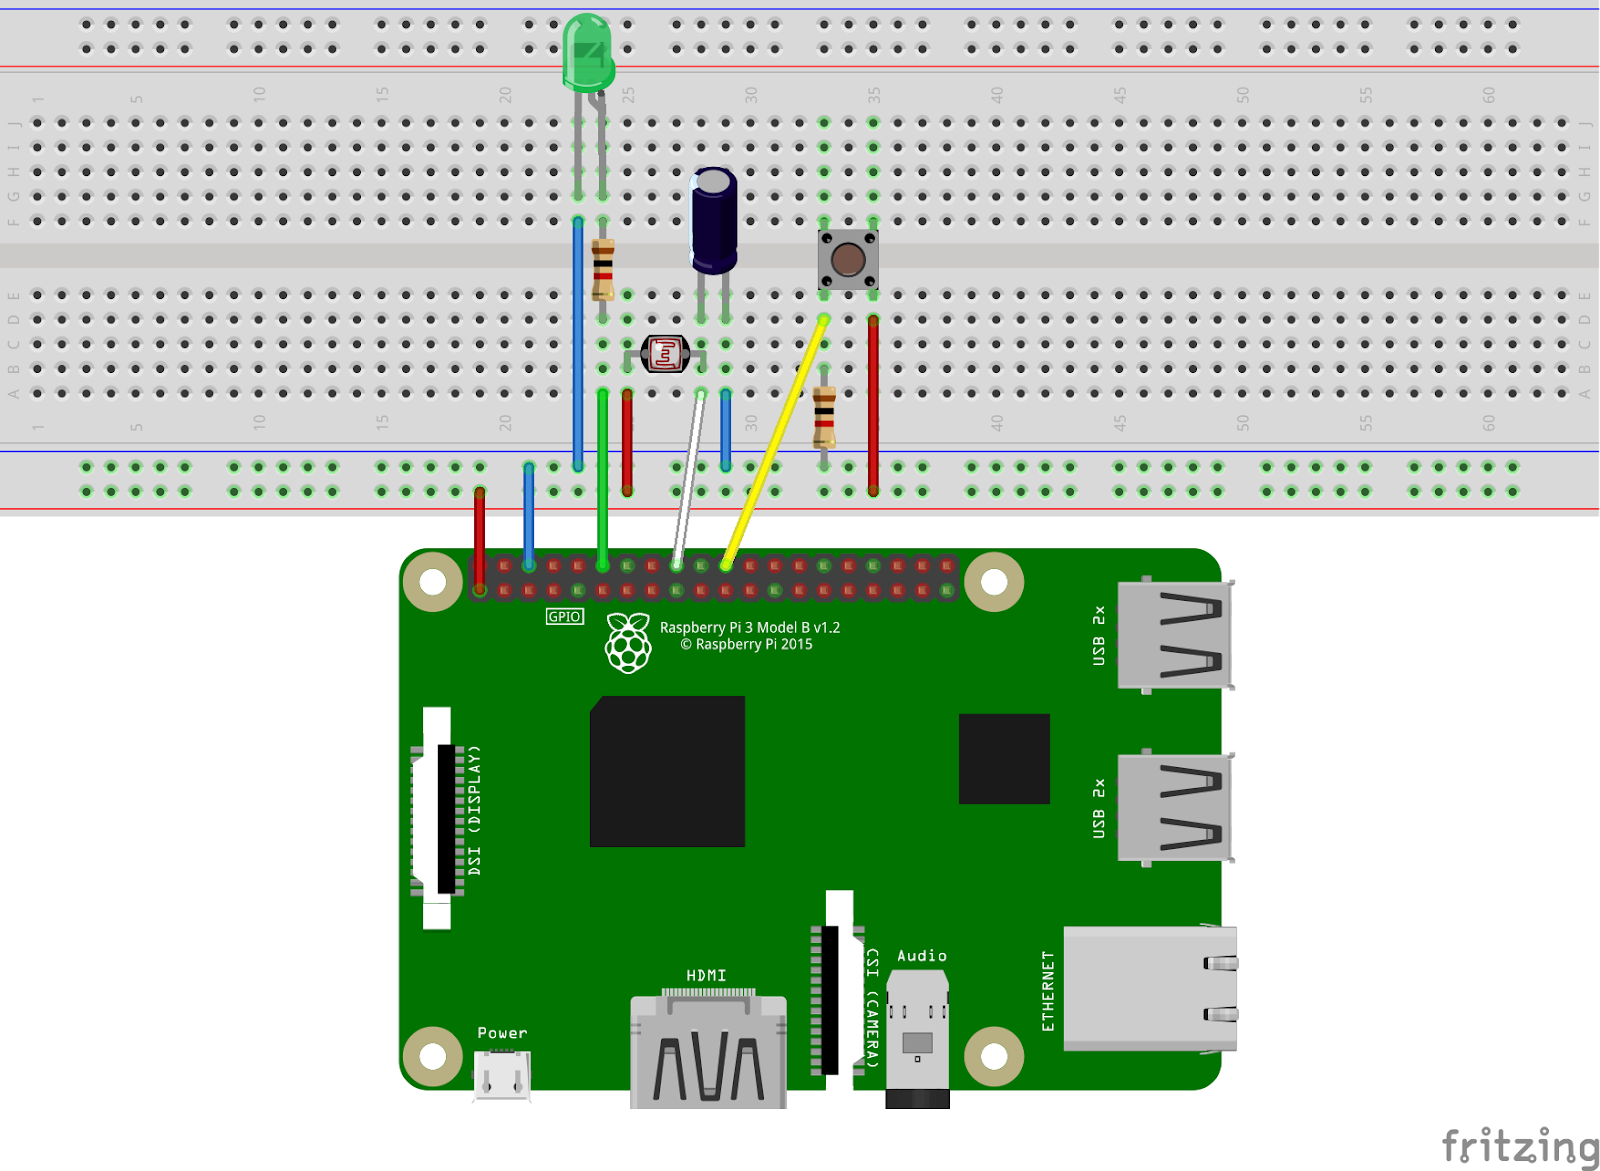 1 5 10 15 20 25 30 35 40 45 50 55 60
J J
I I
H H
G G
F F
E E
D D
C C
B B
A A
1 5 10 15 20 30 40 45 50 55 60
GPIO
Raspberry Pi 3 Model B v1.2
© Raspberry Pi 2015
USB 2x
DSI (DISPLAY)
USB 2x
HDMI
CSI (CAMERA)
Audio
ETHERNET
Power
fritzing